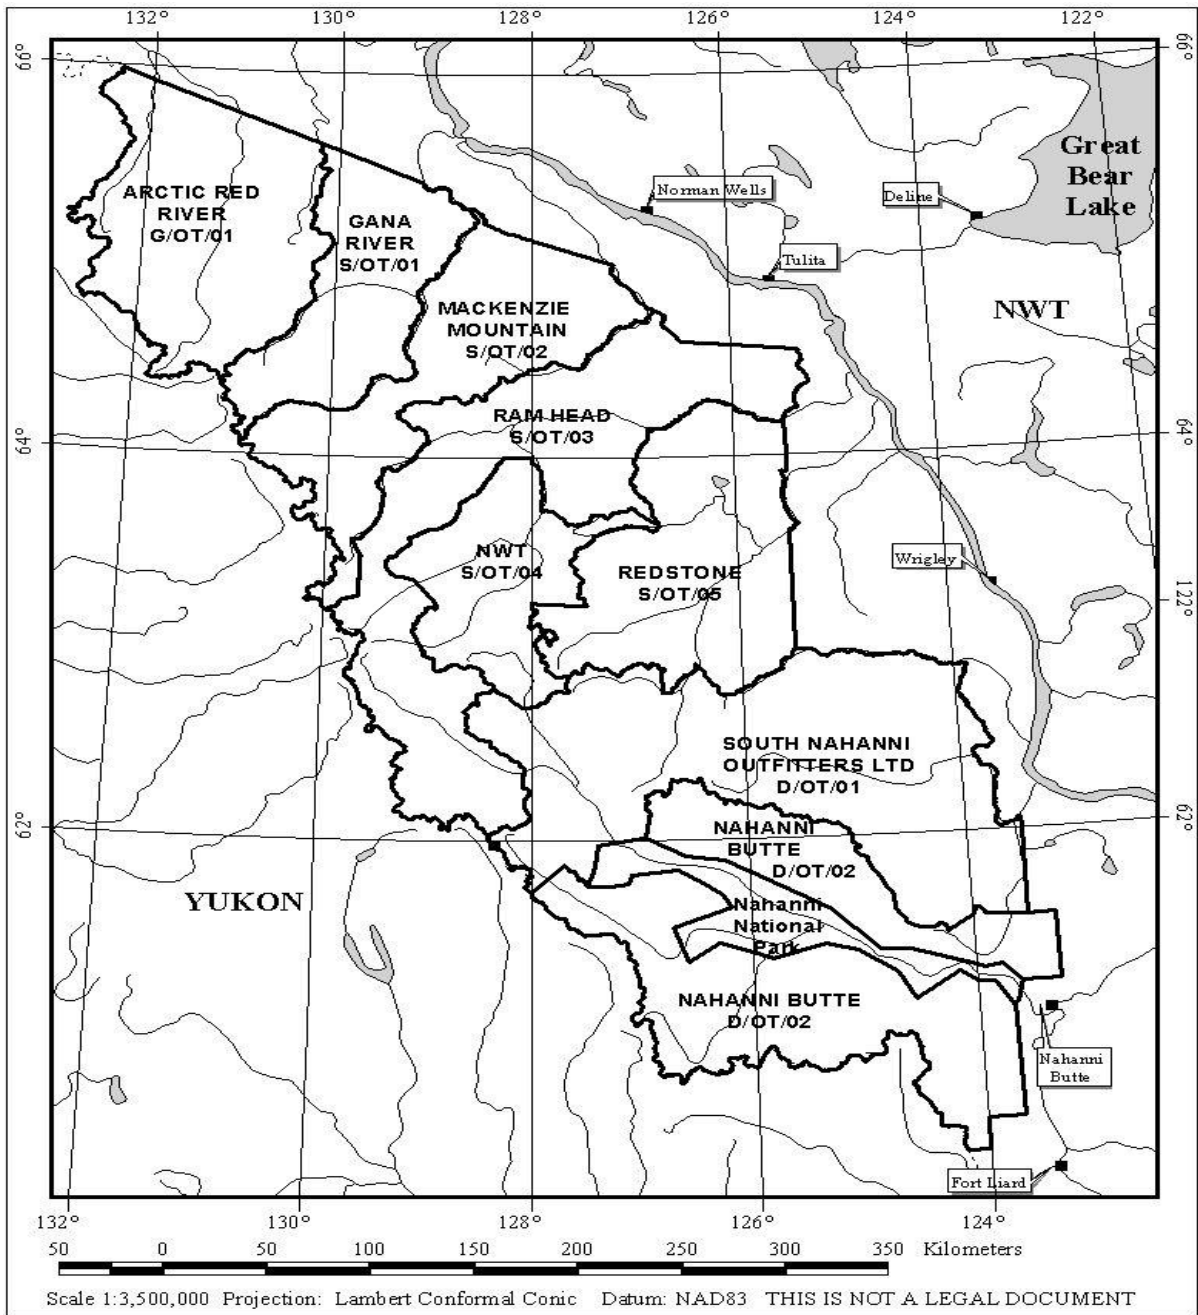 132°
130°
128°
126°
124°
122°
66°
66°
Great
Bear
Lake
ARCTIC RED
RIVER
G/OT/01
Norman Wells
Deline
GANA
RIVER
S/OT/01
Tulita
NWT
MACKENZIE
MOUNTAIN
S/OT/02
RAM HEAD
S/OT/03
64°
64°
NWT
S/OT/04
REDSTONE
S/OT/05
Wrigley
122°
SOUTH NAHANNI
OUTFITTERS LTD
D/OT/01
62°
62°
NAHANNI
BUTTE
D/OT/02
YUKON
Nahanni
National
Park
NAHANNI BUTTE
D/OT/02
Nahanni
Butte
Fort Liard
132°
130°
128°
126°
124°
50 0 50 100 150 200 250 300 350 Kilometers
Scale 1:3,500,000 Projection: Lambert Conformal Conic Datum: NAD83 THIS IS NOT A LEGAL DOCUMENT